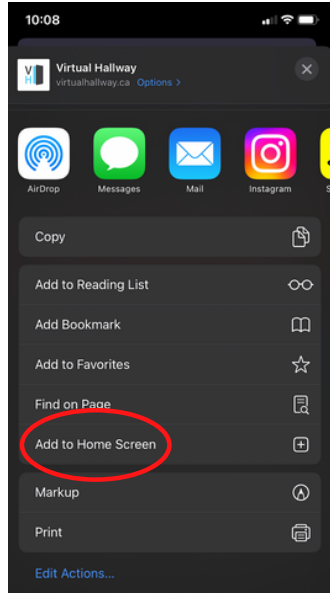 10:08
VH
Virtual Hallway
virtualhallway.ca Options >
AirDrop Messages Mail Instagram S
Copy
Add to Reading List
Add Bookmark
Add to Favorites
Find on Page
Add to Home Screen
Markup
Print
Edit Actions...